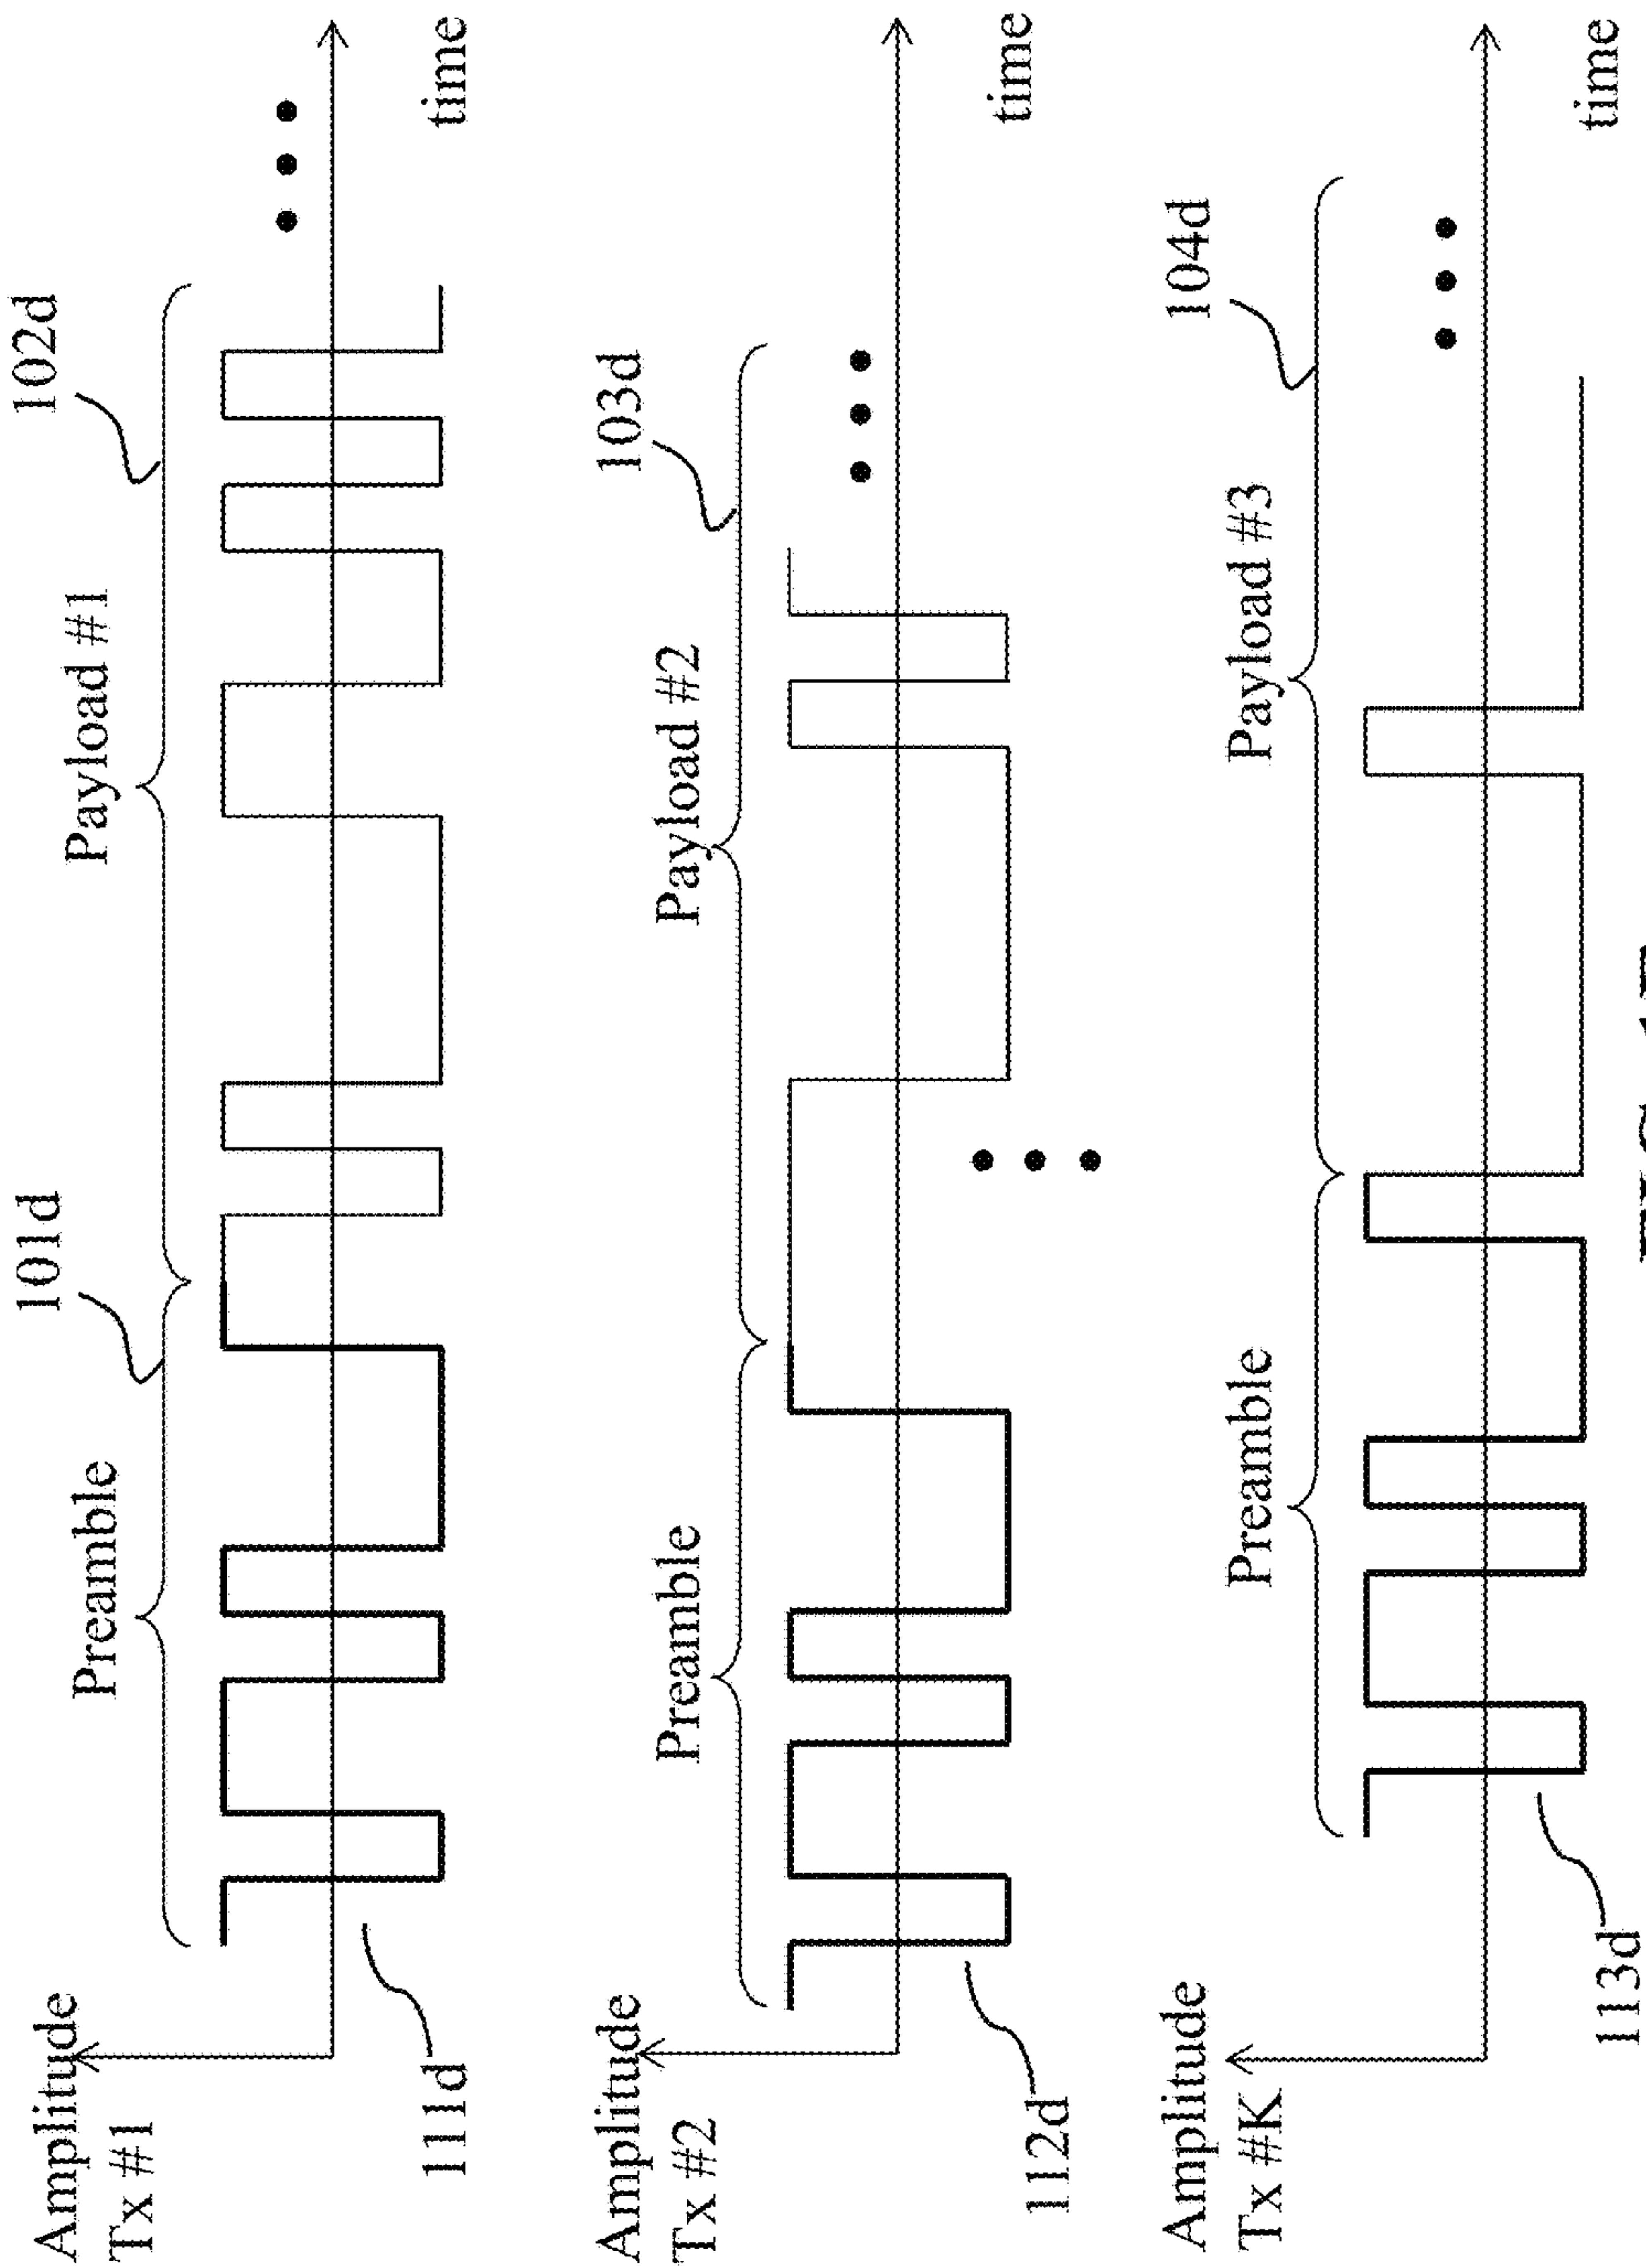 Amplitude
Tx #1
111d
Preamble
101d
Payload #1
102d
time
Amplitude
Tx #2
112d
Preamble
Payload #2
103d
time
Amplitude
Tx #K
113d
Preamble
Payload #3
104d
time